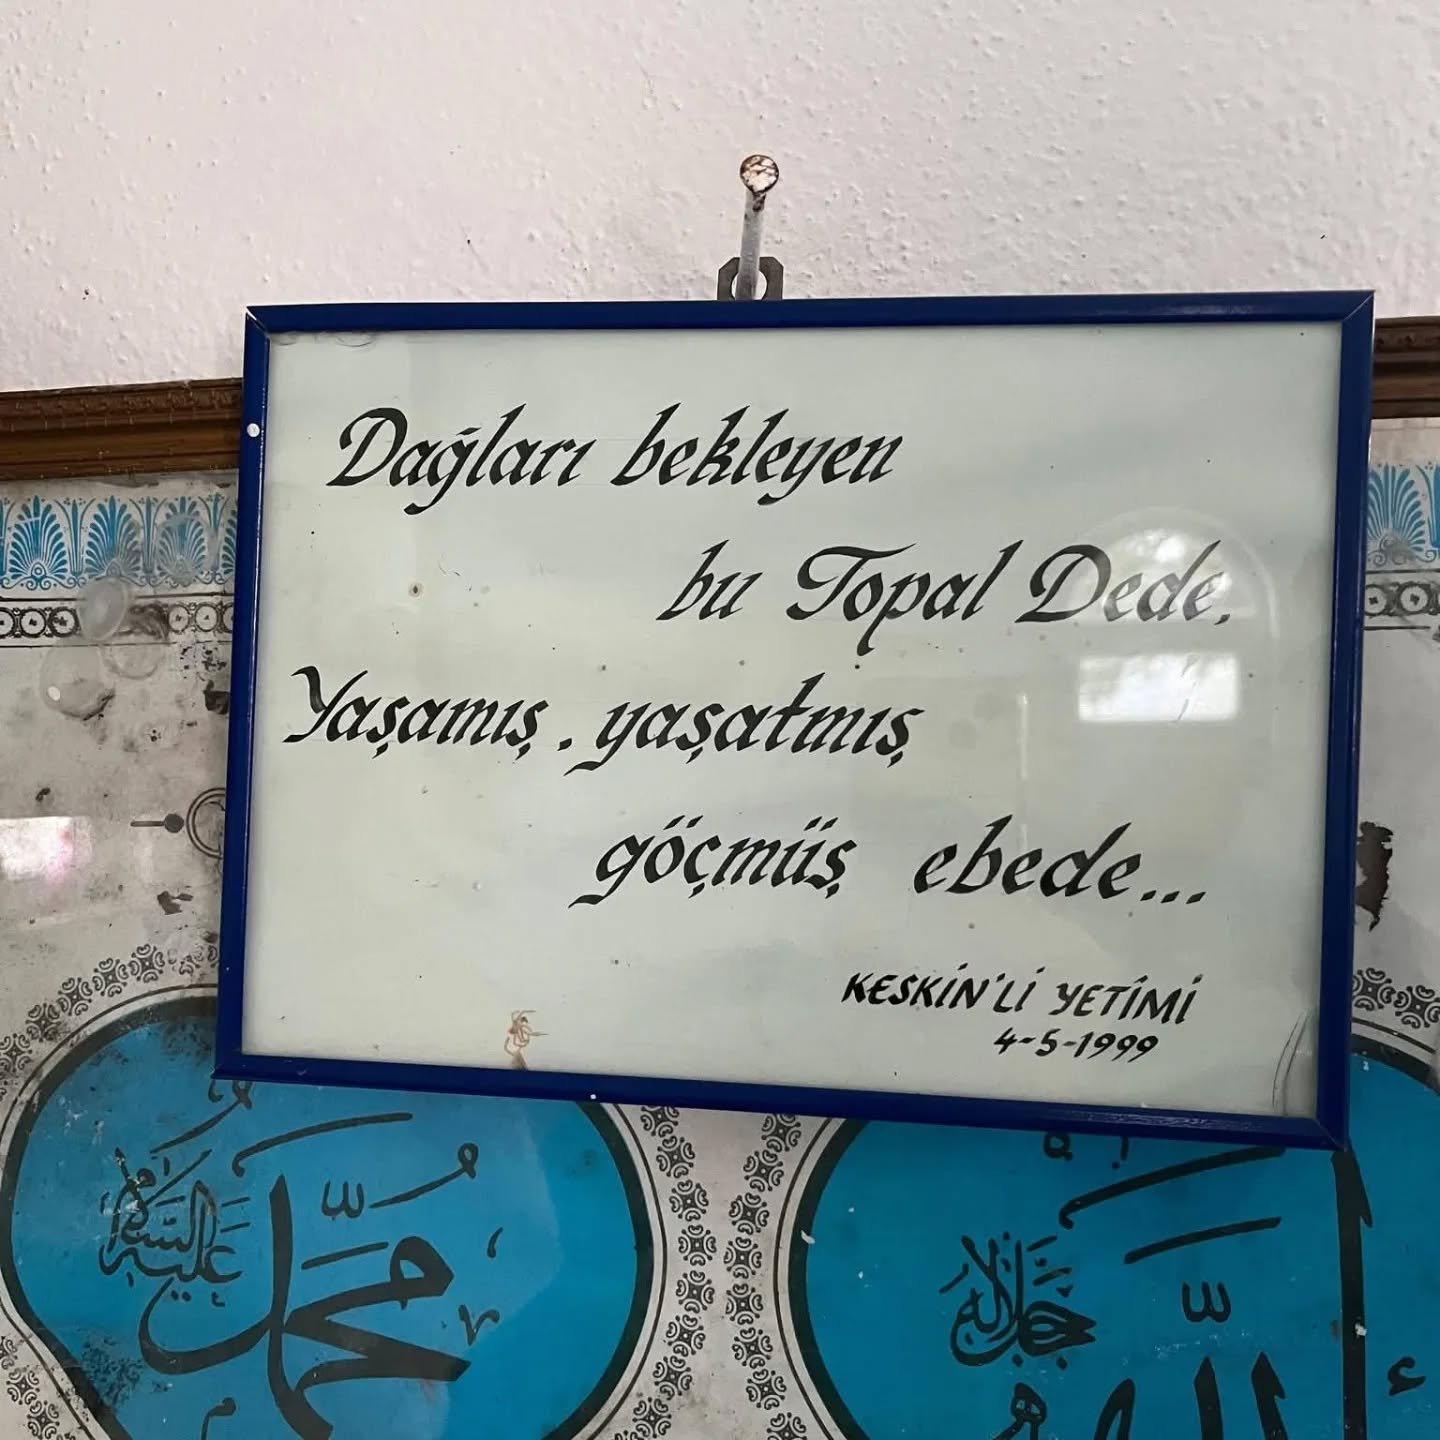 Dağları bekleyen
bu Topal Dede.
Yaşamış. yaşatmış
göçmüş ebede...
KESKİN'Lİ YETİMİ
4-5-1999
محمد
عليه السلام
الله
جل جلاله